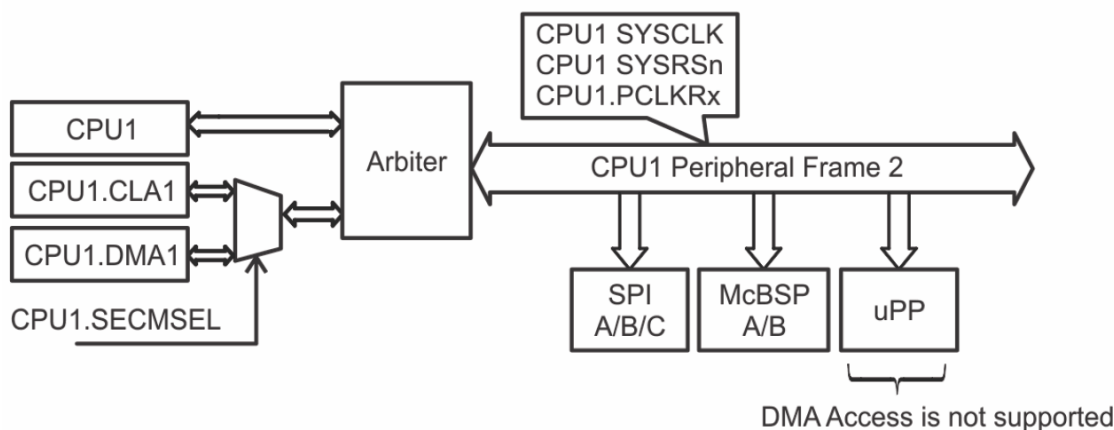 CPU1 SYSCLK
CPU1 SYSRSn
CPU1.PCLKRx
CPU1
CPU1.CLA1
CPU1.DMA1
CPU1.SECMSEL
Arbiter
CPU1 Peripheral Frame 2
SPI
A/B/C
McBSP
A/B
uPP
DMA Access is not supported